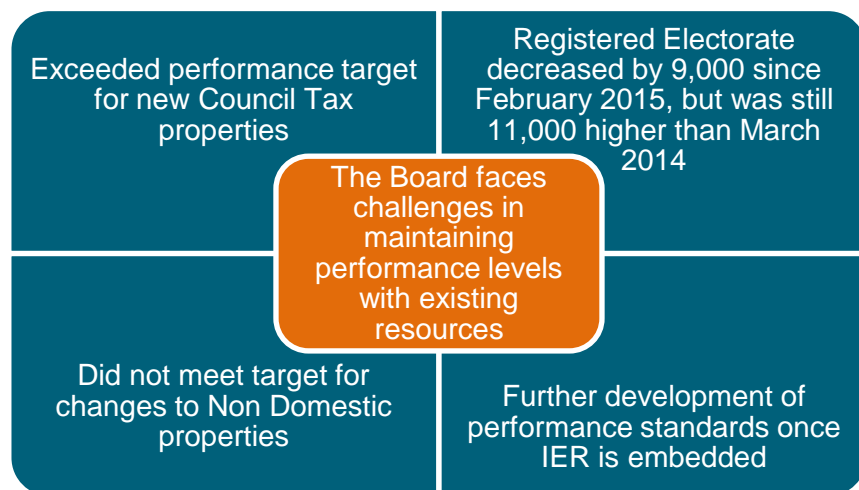 Exceeded performance target
for new Council Tax
properties
Registered Electorate
decreased by 9,000 since
February 2015, but was still
11,000 higher than March
2014
The Board faces
challenges in
maintaining
performance levels
with existing
resources
Did not meet target for
changes to Non Domestic
properties
Further development of
performance standards once
IER is embedded